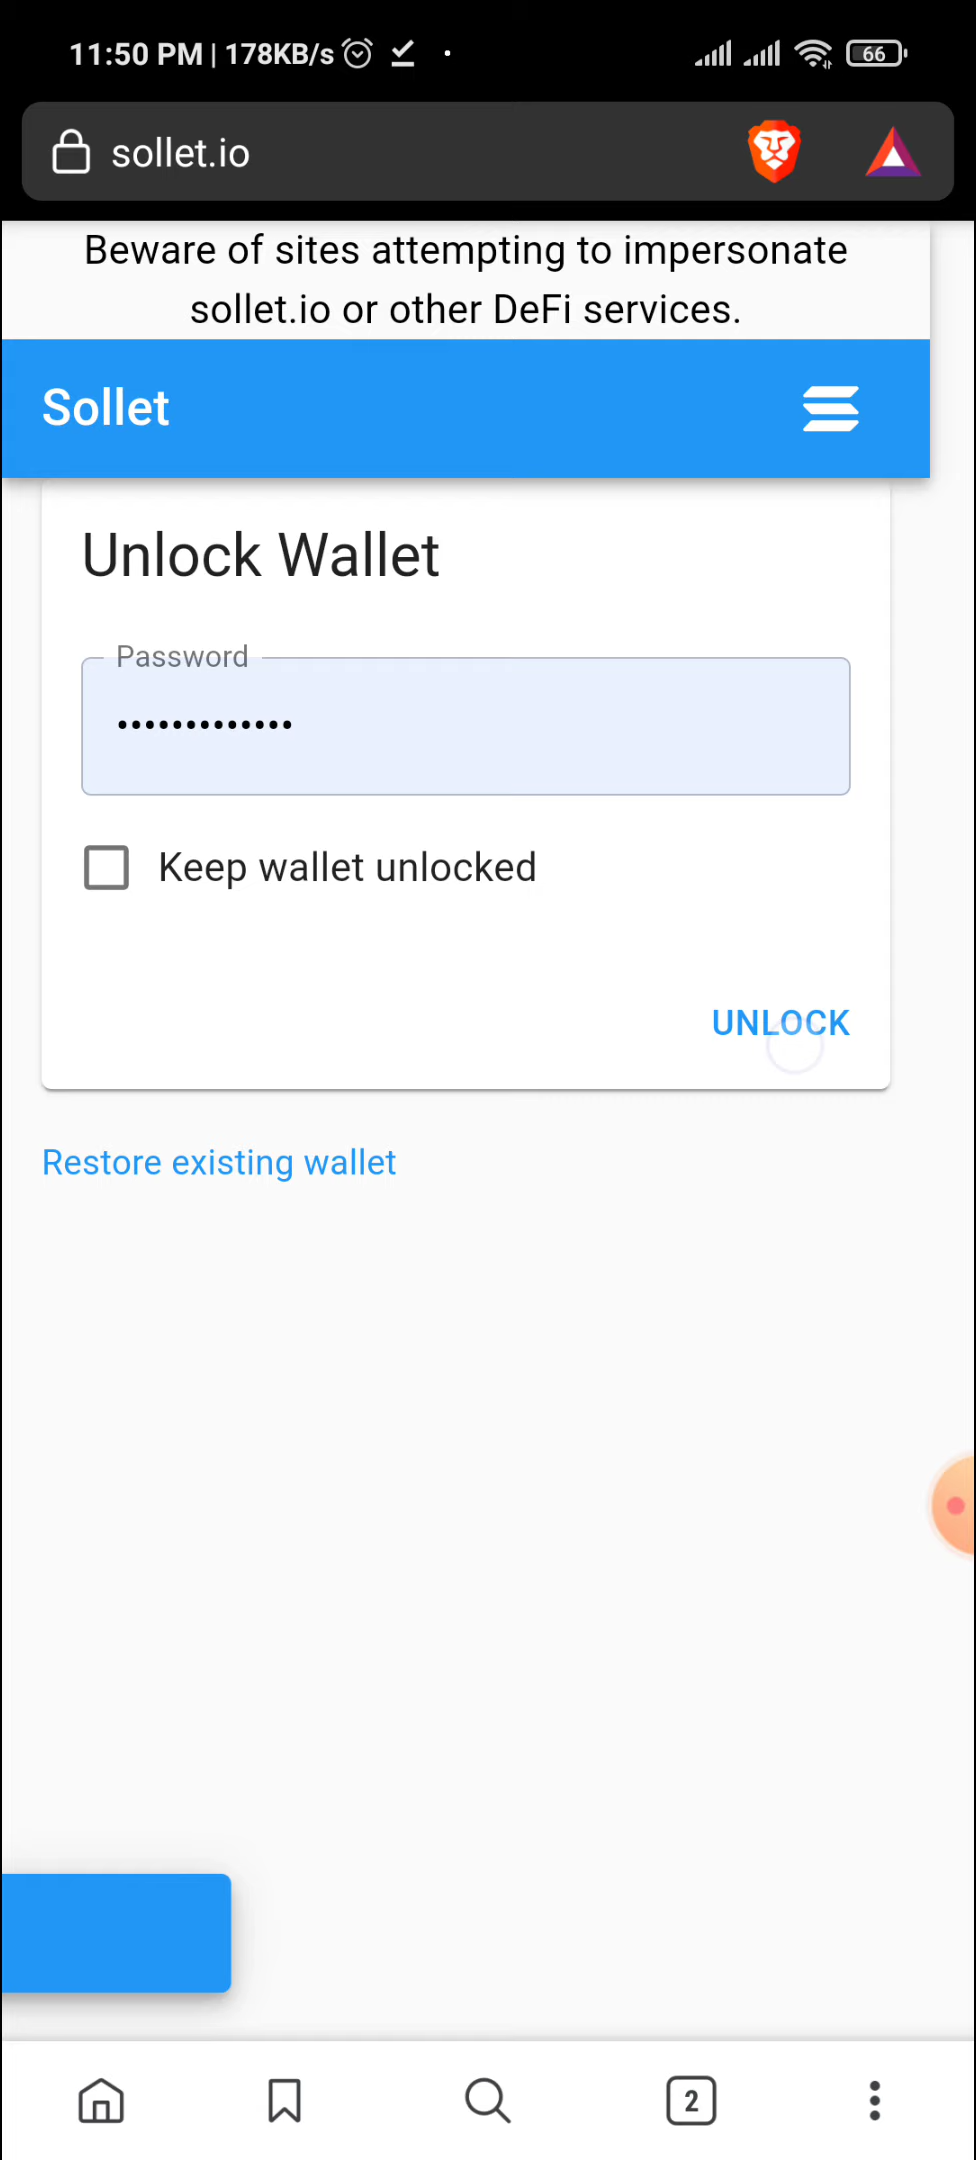 11:50 PM | 178KB/s
66
sollet.io
Beware of sites attempting to impersonate
sollet.io or other DeFi services.
Sollet
Unlock Wallet
Password
•••••••••••••
Keep wallet unlocked
UNLOCK
Restore existing wallet
2